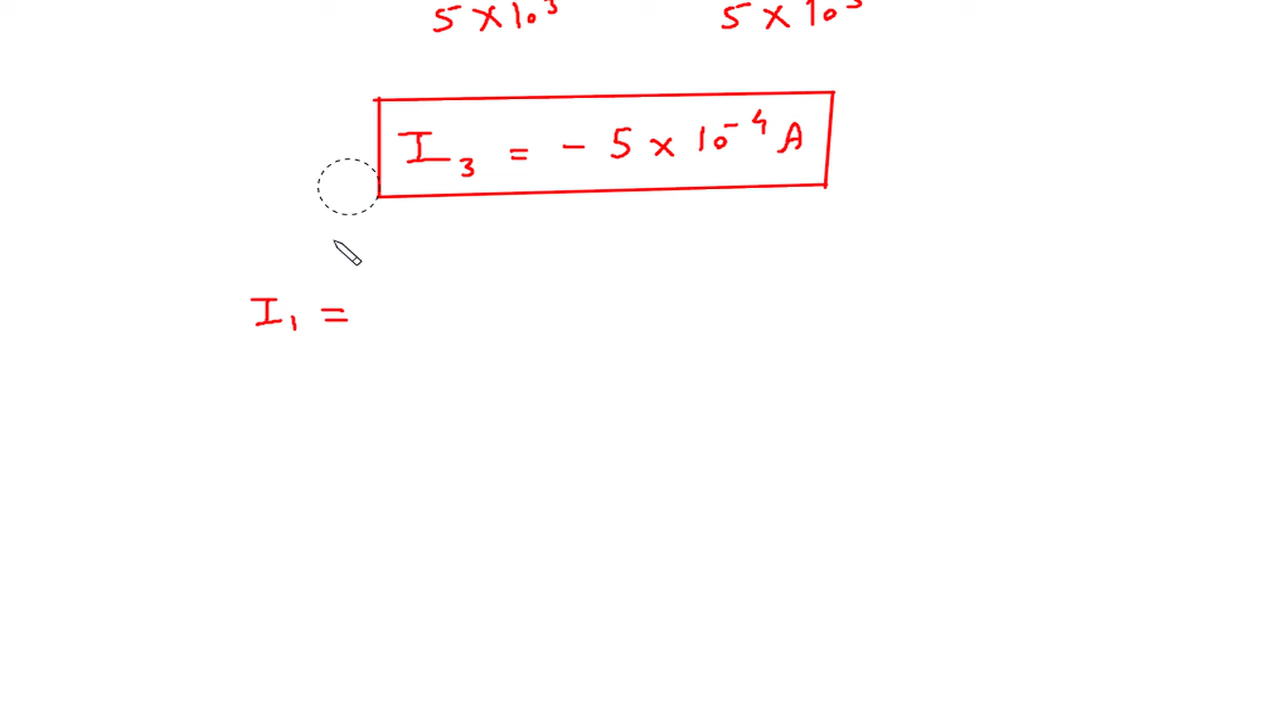 5 × 10³ 5 × 10³
I₃ = - 5 × 10⁻⁴ A
I₁ =